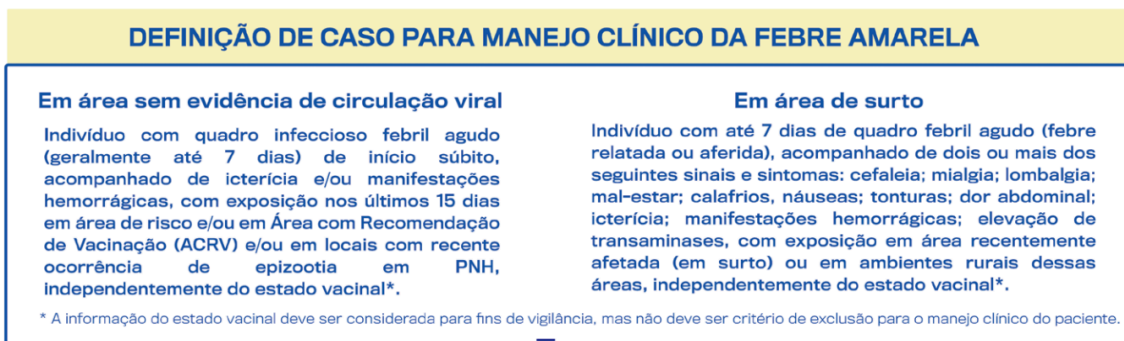 DEFINIÇÃO DE CASO PARA MANEJO CLÍNICO DA FEBRE AMARELA
Em área sem evidência de circulação viral
Indivíduo com quadro infeccioso febril agudo
(geralmente até 7 dias) de início súbito,
acompanhado de icterícia e/ou manifestações
hemorrágicas, com exposição nos últimos 15 dias
em área de risco e/ou em Área com Recomendação
de Vacinação (ACRV) e/ou em locais com recente
ocorrência de epizootia em PNH,
independentemente do estado vacinal*.
Em área de surto
Indivíduo com até 7 dias de quadro febril agudo (febre
relatada ou aferida), acompanhado de dois ou mais dos
seguintes sinais e sintomas: cefaleia; mialgia; lombalgia;
mal-estar; calafrios, náuseas; tonturas; dor abdominal;
icterícia; manifestações hemorrágicas; elevação de
transaminases, com exposição em área recentemente
afetada (em surto) ou em ambientes rurais dessas
áreas, independentemente do estado vacinal*.
* A informação do estado vacinal deve ser considerada para fins de vigilância, mas não deve ser critério de exclusão para o manejo clínico do paciente.